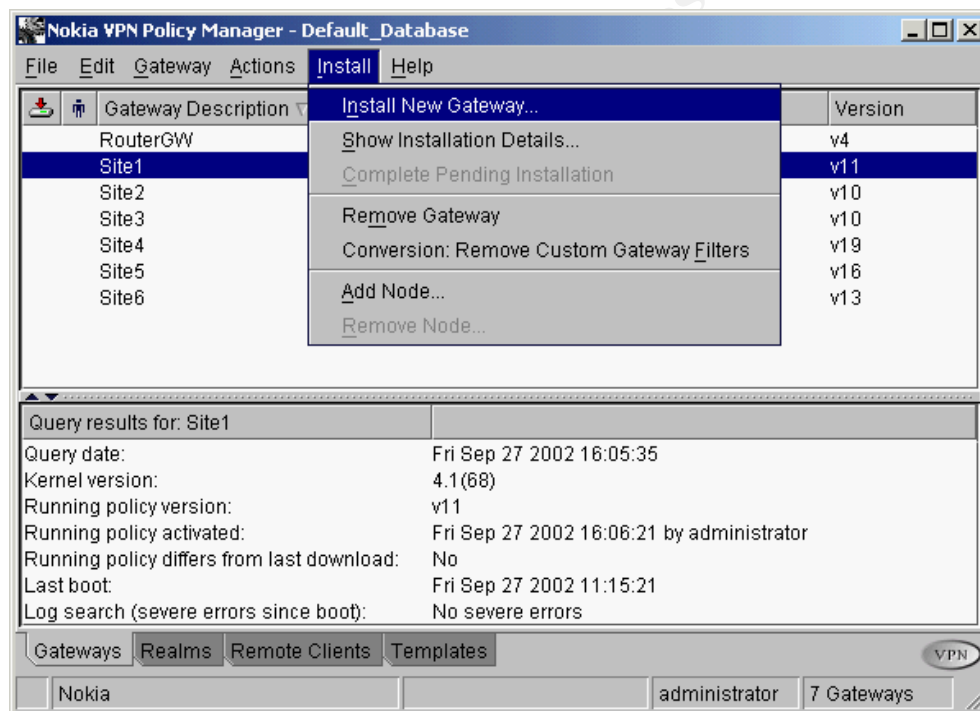 Nokia VPN Policy Manager - Default_Database
File Edit Gateway Actions Install Help
Gateway Description Version
Install New Gateway...
Show Installation Details...
Complete Pending Installation
Remove Gateway
Conversion: Remove Custom Gateway Filters
Add Node...
Remove Node...
RouterGW v4
Site1 v11
Site2 v10
Site3 v10
Site4 v19
Site5 v16
Site6 v13
Query results for: Site1
Query date: Fri Sep 27 2002 16:05:35
Kernel version: 4.1(68)
Running policy version: v11
Running policy activated: Fri Sep 27 2002 16:06:21 by administrator
Running policy differs from last download: No
Last boot: Fri Sep 27 2002 11:15:21
Log search (severe errors since boot): No severe errors
Gateways Realms Remote Clients Templates
VPN
Nokia administrator 7 Gateways